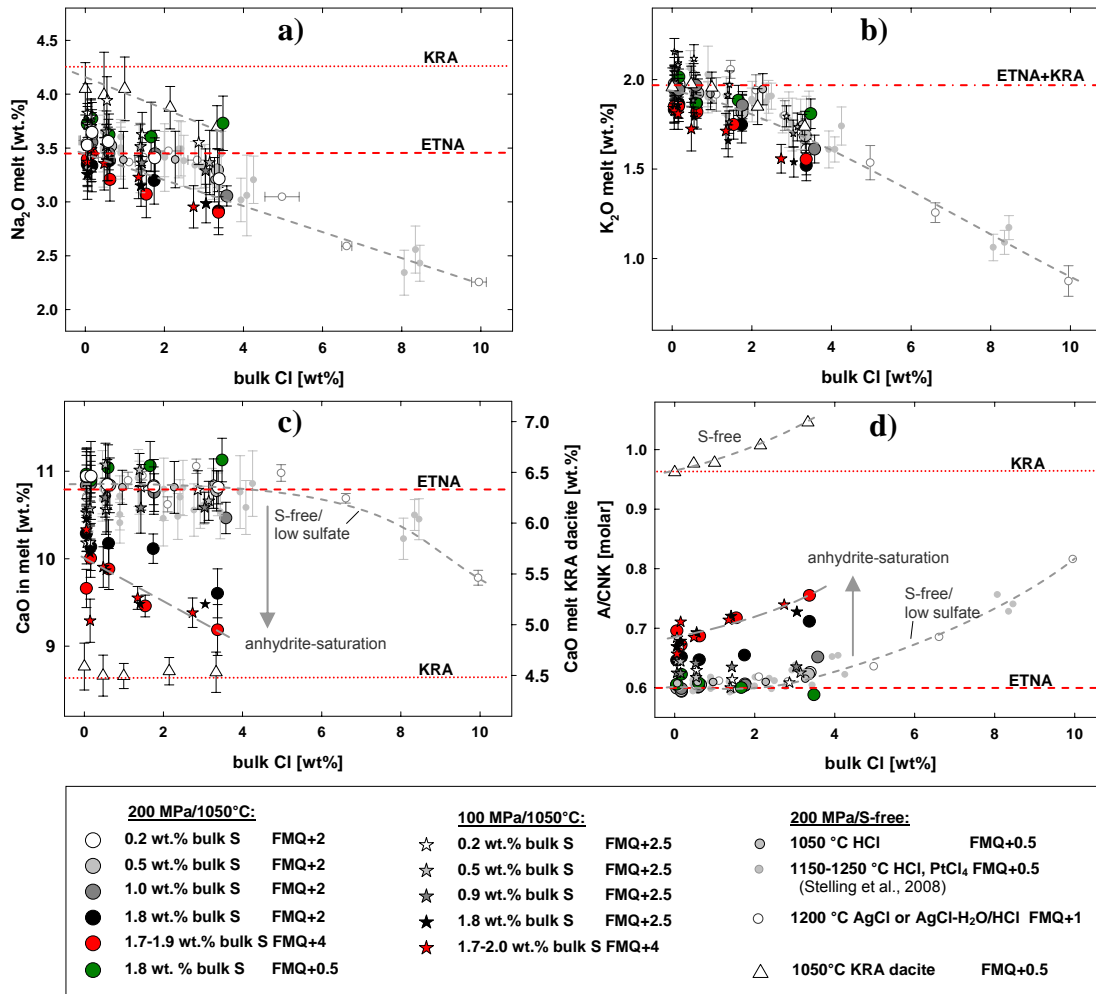 a)
4.5
4.0
3.5
3.0
2.5
2.0
KRA
ETNA
Na2O melt [wt.%]
0 2 4 6 8 10
bulk Cl [wt%]
b)
2.0
1.5
1.0
ETNA+KRA
K2O melt [wt.%]
0 2 4 6 8 10
bulk Cl [wt%]
c)
11
10
9
CaO in melt [wt.%]
7.0
6.5
6.0
5.5
5.0
4.5
CaO melt KRA dacite [wt.%]
ETNA
S-free/
low sulfate
anhydrite-saturation
KRA
0 2 4 6 8 10
bulk Cl [wt%]
d)
1.0
0.9
0.8
0.7
0.6
A/CNK [molar]
S-free
KRA
anhydrite-saturation
S-free/
low sulfate
ETNA
0 2 4 6 8 10
bulk Cl [wt%]
200 MPa/1050°C:
0.2 wt.% bulk S FMQ+2
0.5 wt.% bulk S FMQ+2
1.0 wt.% bulk S FMQ+2
1.8 wt.% bulk S FMQ+2
1.7-1.9 wt.% bulk S FMQ+4
1.8 wt. % bulk S FMQ+0.5
100 MPa/1050°C:
0.2 wt.% bulk S FMQ+2.5
0.5 wt.% bulk S FMQ+2.5
0.9 wt.% bulk S FMQ+2.5
1.8 wt.% bulk S FMQ+2.5
1.7-2.0 wt.% bulk S FMQ+4
200 MPa/S-free:
1050 °C HCl FMQ+0.5
1150-1250 °C HCl, PtCl4 FMQ+0.5
(Stelling et al., 2008)
1200 °C AgCl or AgCl-H2O/HCl FMQ+1
1050°C KRA dacite FMQ+0.5